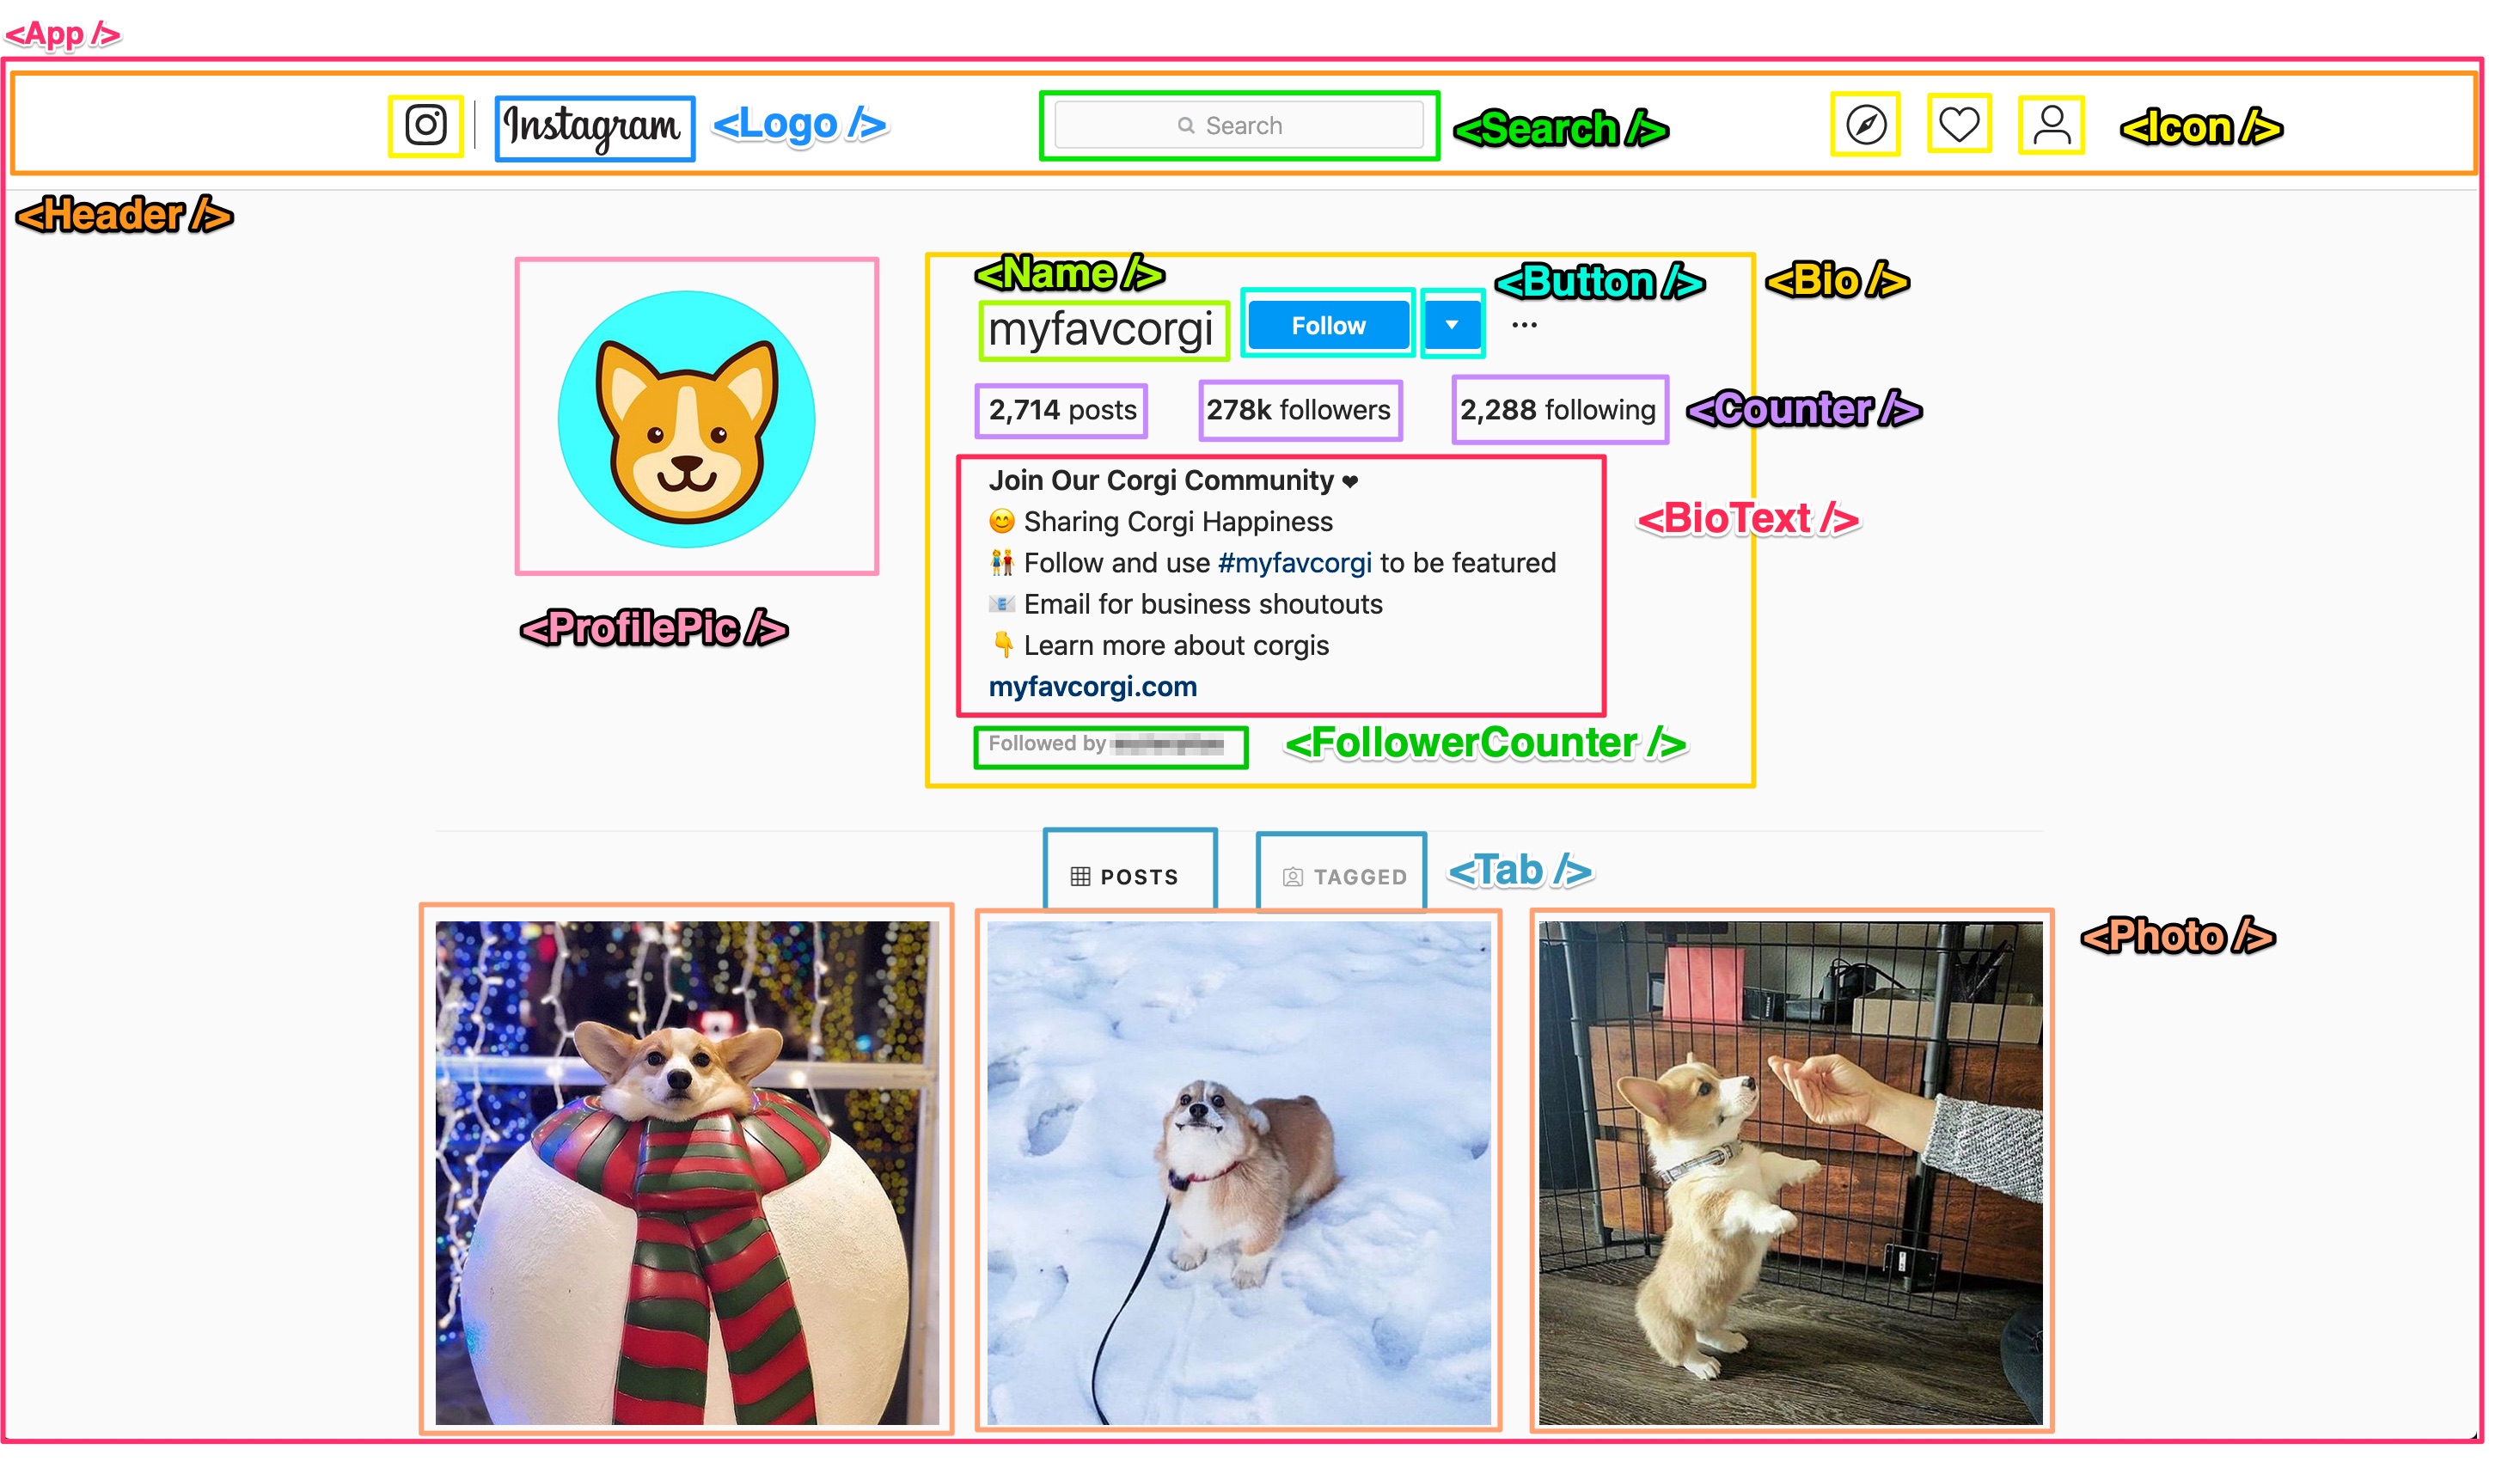 <App />
Instagram
<Logo />
Search
<Search />
<Icon />
<Header />
<Name />
<Button />
<Bio />
myfavcorgi
Follow
...
2,714 posts
278k followers
2,288 following
<Counter />
Join Our Corgi Community ❤
😊 Sharing Corgi Happiness
👫 Follow and use #myfavcorgi to be featured
📧 Email for business shoutouts
👇 Learn more about corgis
myfavcorgi.com
<BioText />
<ProfilePic />
Followed by
<FollowerCounter />
POSTS
TAGGED
<Tab />
<Photo />